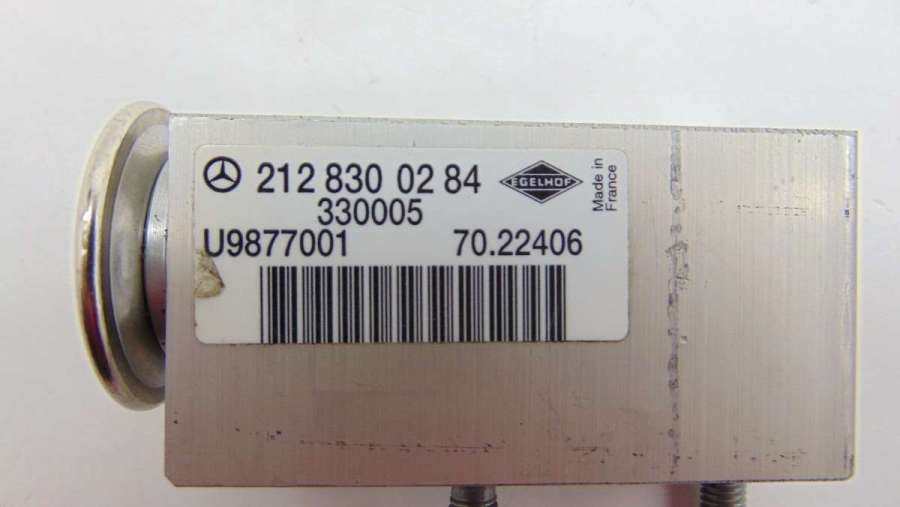 212 830 02 84
EGELHOF
Made in
France
330005
U9877001 70.22406